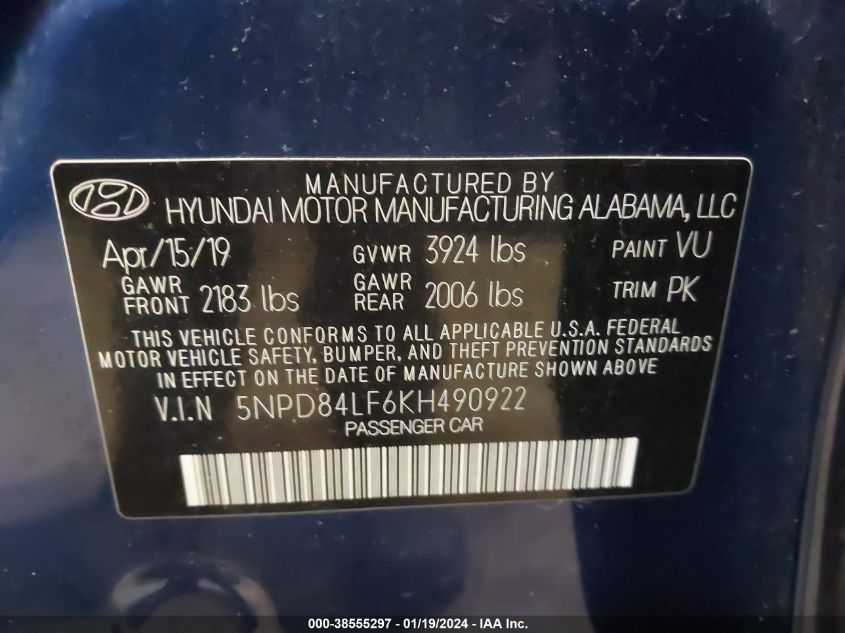 MANUFACTURED BY
HYUNDAI MOTOR MANUFACTURING ALABAMA, LLC
Apr/15/19 GVWR 3924 lbs PAINT VU
GAWR FRONT 2183 lbs GAWR REAR 2006 lbs TRIM PK
THIS VEHICLE CONFORMS TO ALL APPLICABLE U.S.A. FEDERAL
MOTOR VEHICLE SAFETY, BUMPER, AND THEFT PREVENTION STANDARDS
IN EFFECT ON THE DATE OF MANUFACTURE SHOWN ABOVE
V.I.N 5NPD84LF6KH490922
PASSENGER CAR
000-38555297 - 01/19/2024 - IAA Inc.